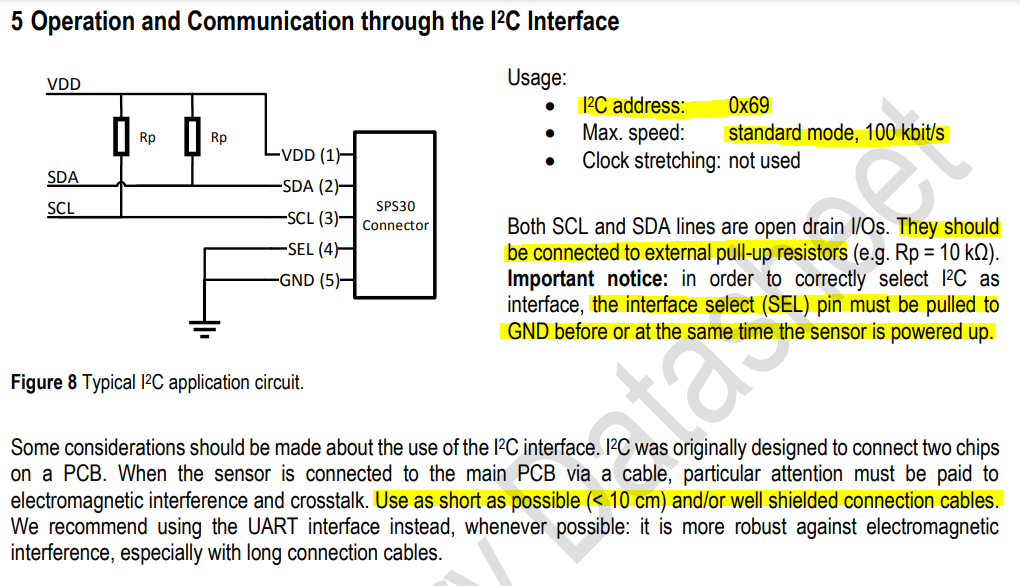 5 Operation and Communication through the I²C Interface
VDD
Rp
Rp
SDA
SCL
VDD (1)
SDA (2)
SCL (3)
SEL (4)
GND (5)
SPS30
Connector
Usage:
• I²C address: 0x69
• Max. speed: standard mode, 100 kbit/s
• Clock stretching: not used
Both SCL and SDA lines are open drain I/Os. They should
be connected to external pull-up resistors (e.g. Rp = 10 kΩ).
Important notice: in order to correctly select I²C as
interface, the interface select (SEL) pin must be pulled to
GND before or at the same time the sensor is powered up.
Figure 8 Typical I²C application circuit.
Some considerations should be made about the use of the I²C interface. I²C was originally designed to connect two chips
on a PCB. When the sensor is connected to the main PCB via a cable, particular attention must be paid to
electromagnetic interference and crosstalk. Use as short as possible (< 10 cm) and/or well shielded connection cables.
We recommend using the UART interface instead, whenever possible: it is more robust against electromagnetic
interference, especially with long connection cables.
y Datasheet